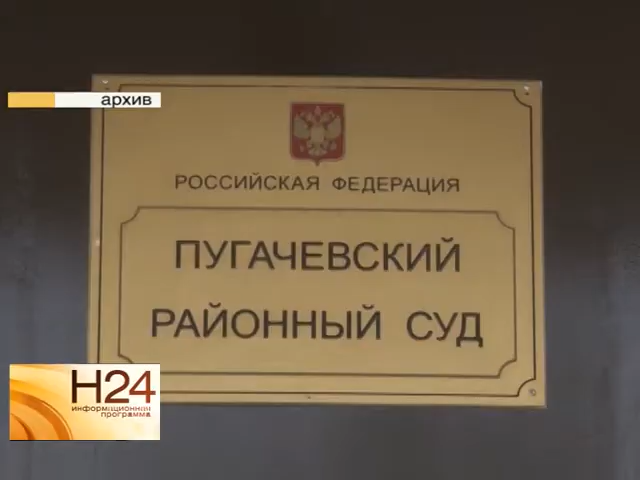 архив
РОССИЙСКАЯ ФЕДЕРАЦИЯ
ПУГАЧЕВСКИЙ
РАЙОННЫЙ СУД
Н24
информационная
программа